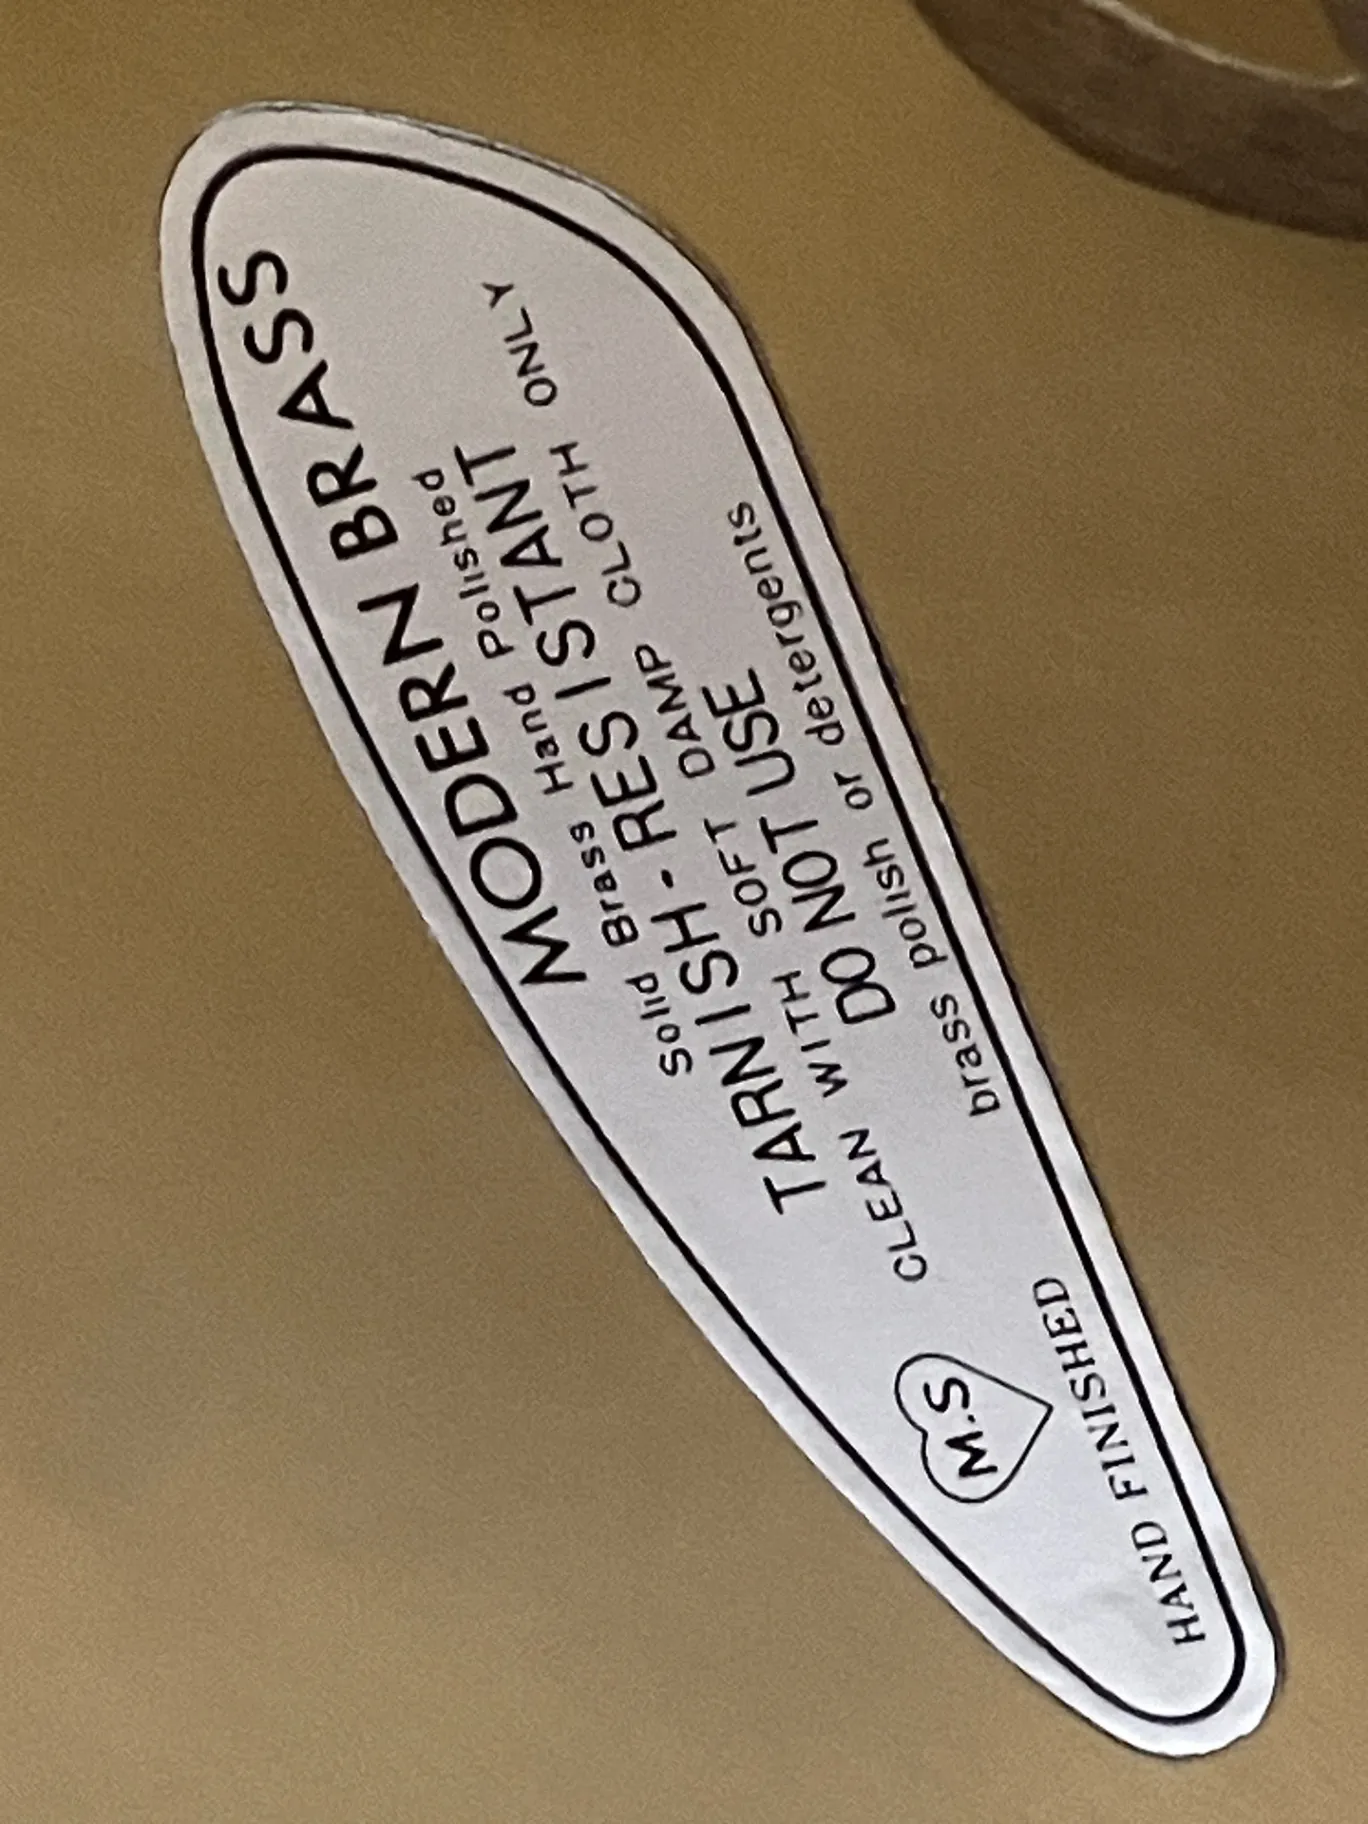 MODERN BRASS
Solid Brass Hand Polished
TARNISH - RESISTANT
CLEAN WITH SOFT DAMP CLOTH ONLY
DO NOT USE
brass polish or detergents
M.S
HAND FINISHED